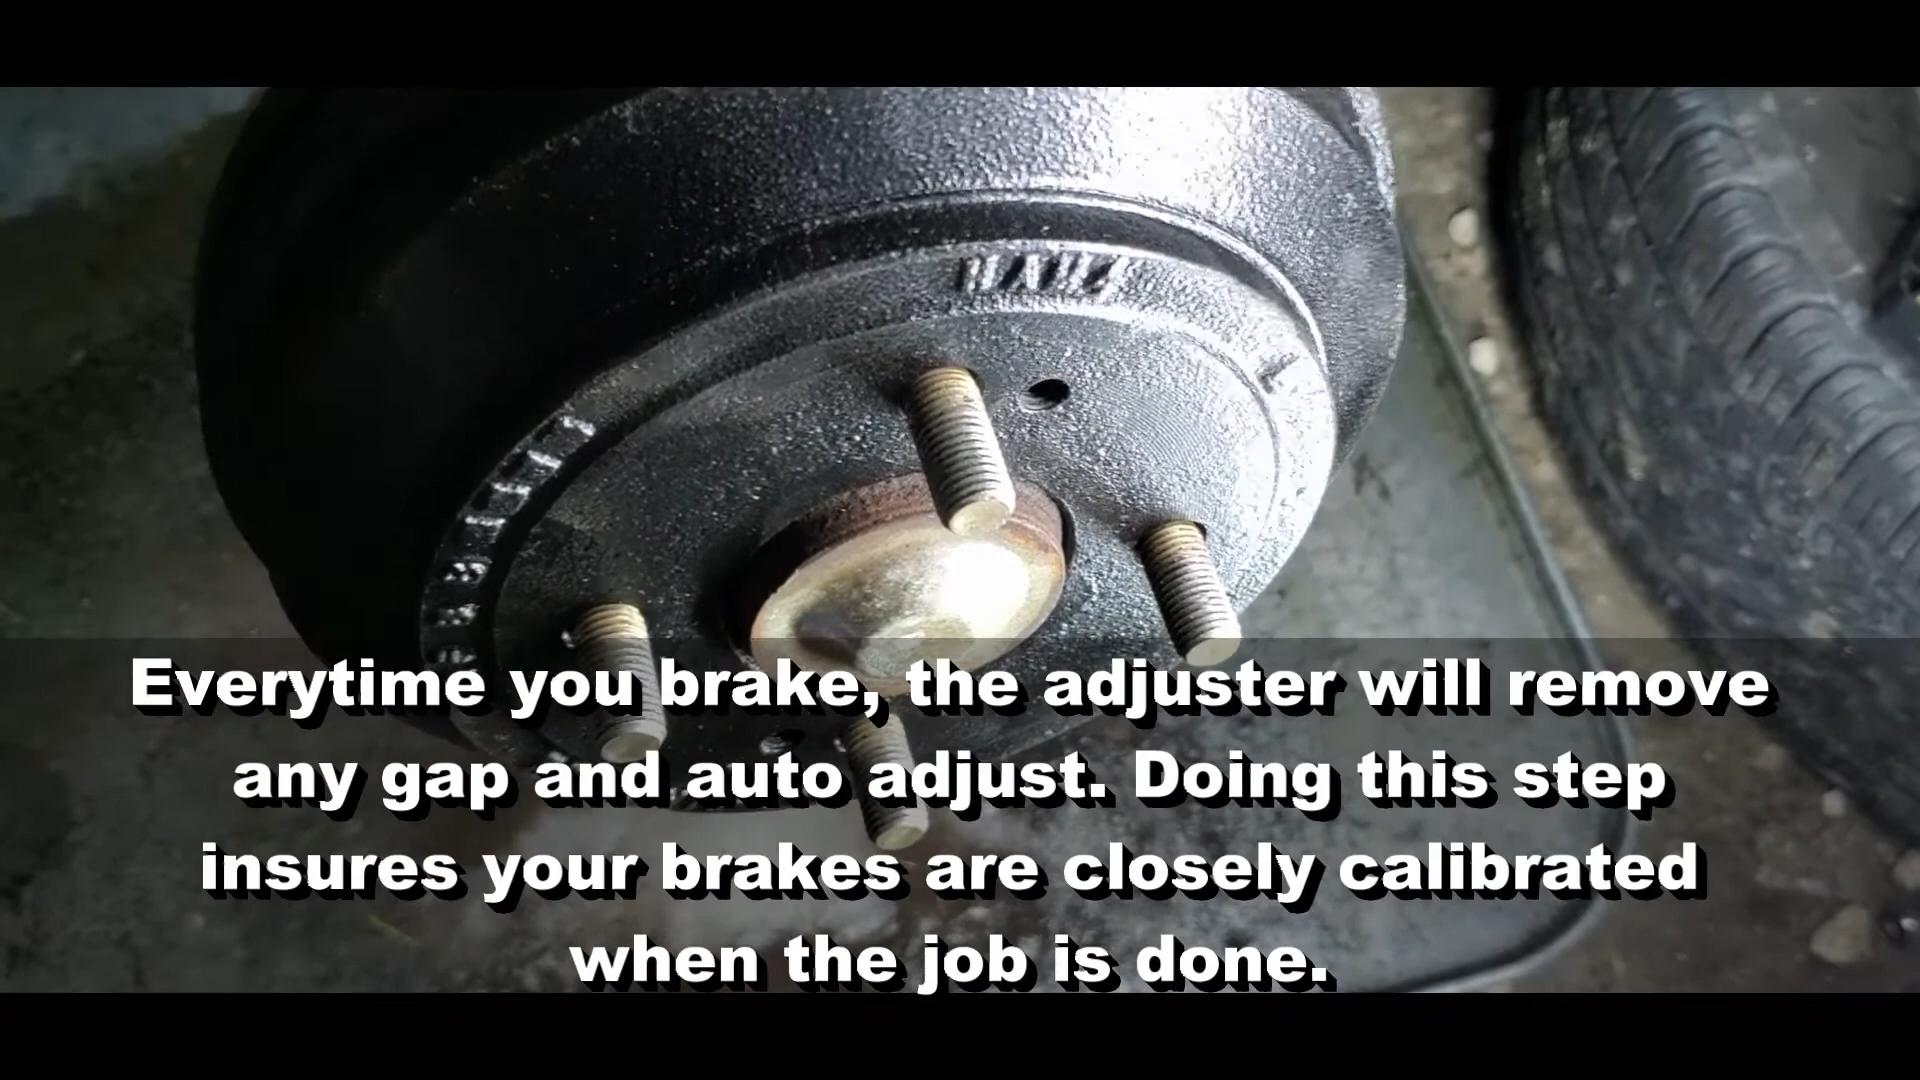 Everytime you brake, the adjuster will remove
any gap and auto adjust. Doing this step
insures your brakes are closely calibrated
when the job is done.